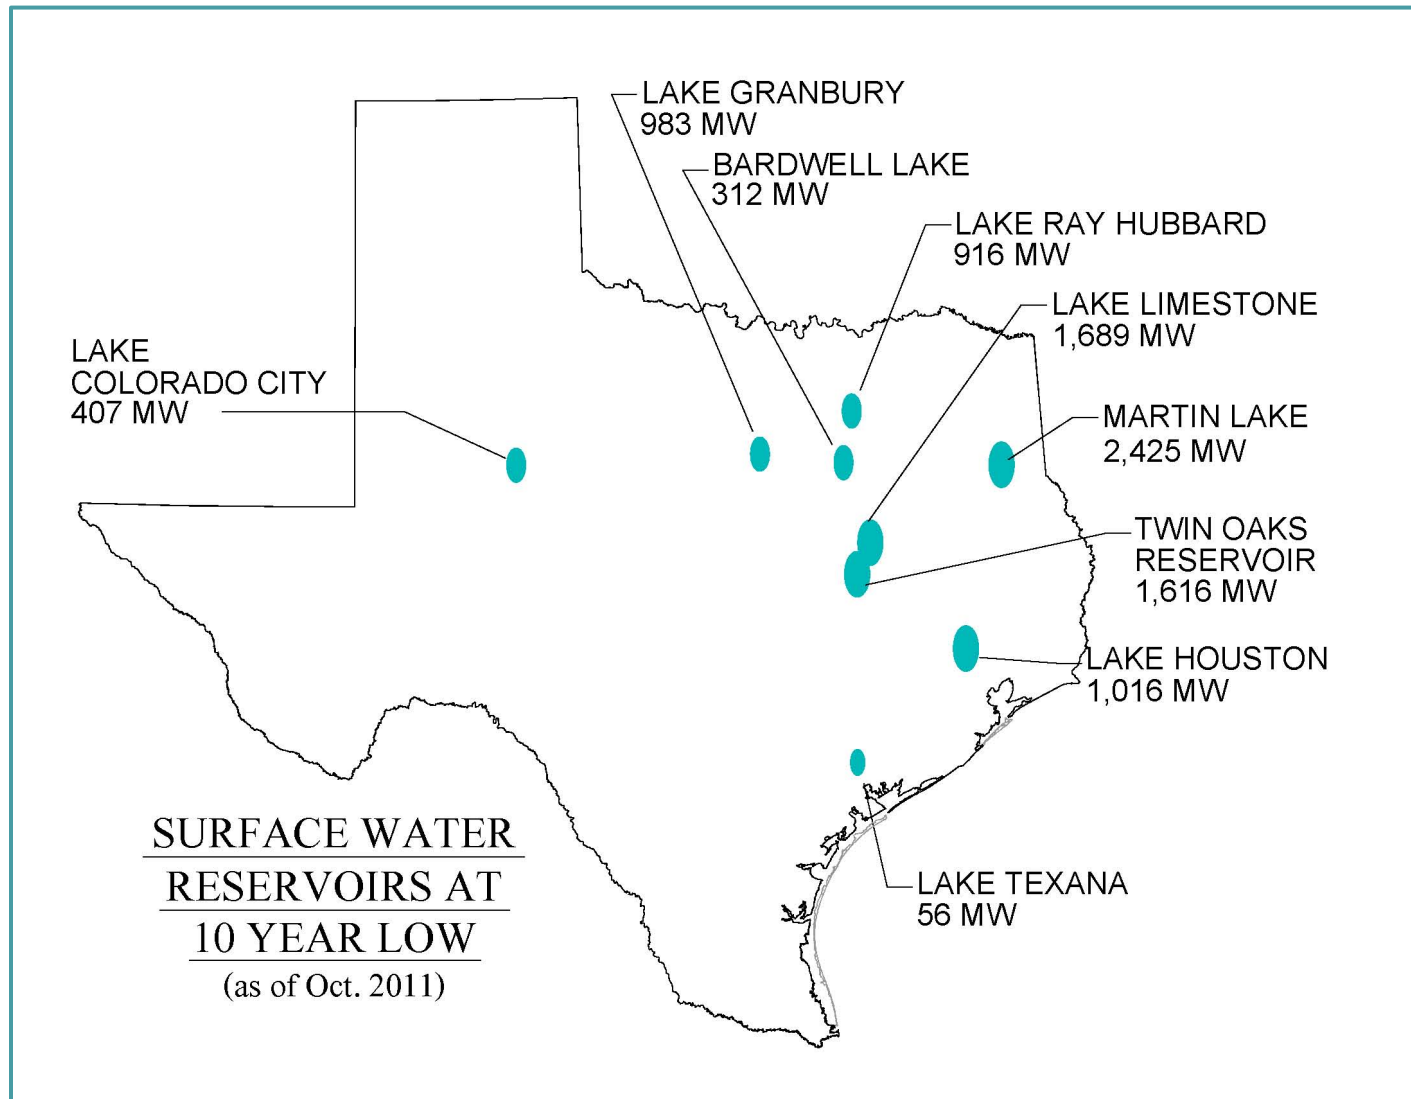 LAKE GRANBURY
983 MW
BARDWELL LAKE
312 MW
LAKE RAY HUBBARD
916 MW
LAKE LIMESTONE
1,689 MW
LAKE
COLORADO CITY
407 MW
MARTIN LAKE
2,425 MW
TWIN OAKS
RESERVOIR
1,616 MW
LAKE HOUSTON
1,016 MW
LAKE TEXANA
56 MW
SURFACE WATER
RESERVOIRS AT
10 YEAR LOW
(as of Oct. 2011)